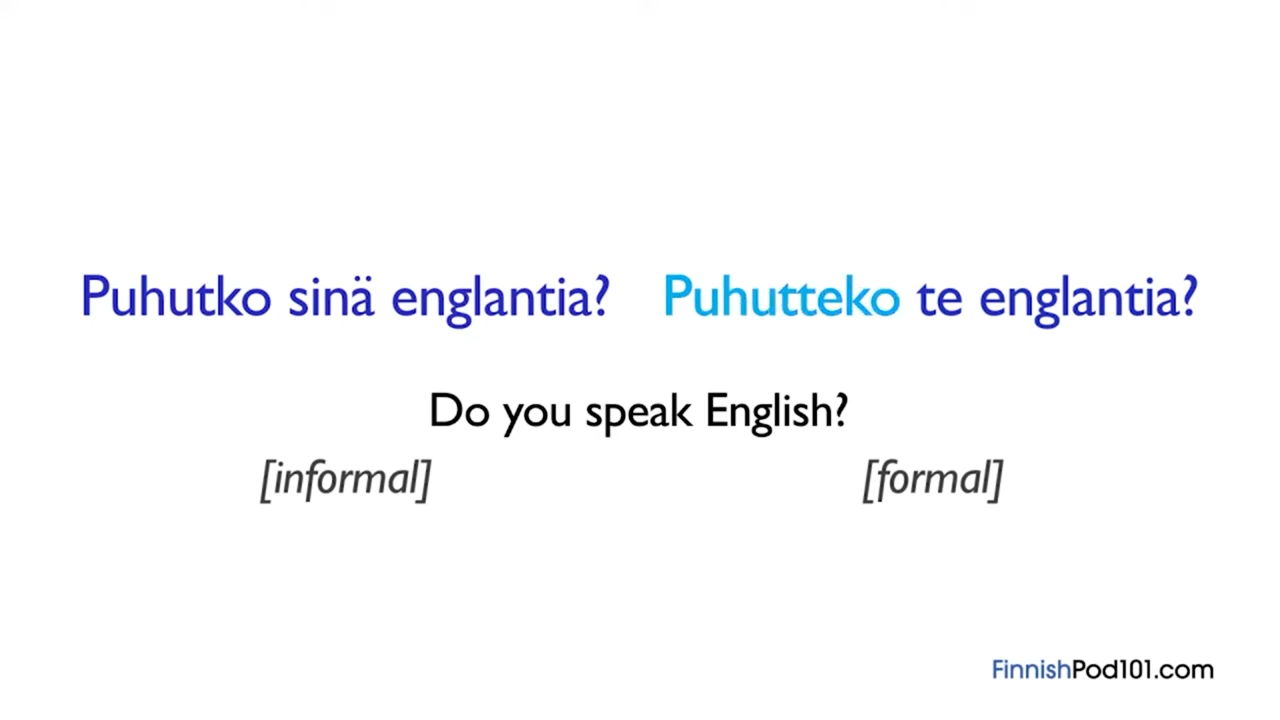 Puhutko sinä englantia? Puhutteko te englantia?
Do you speak English?
[informal] [formal]
FinnishPod101.com